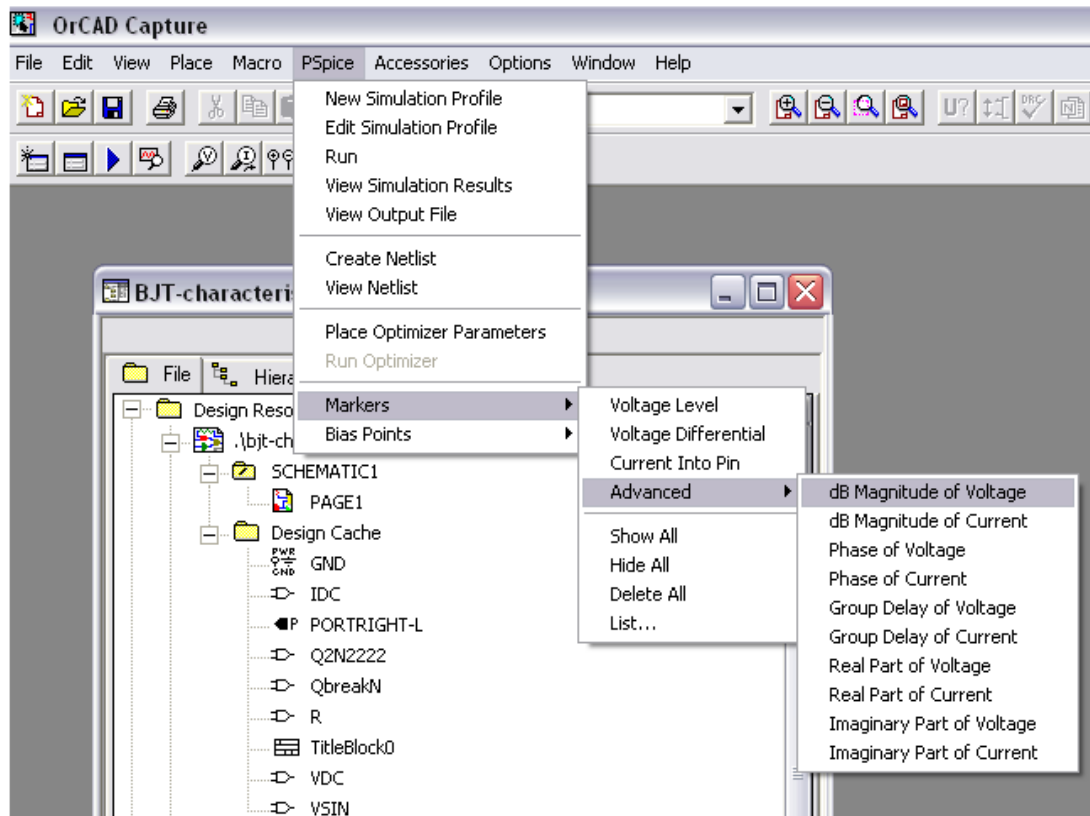 OrCAD Capture
File Edit View Place Macro PSpice Accessories Options Window Help
U?
DRC
V
I
New Simulation Profile
Edit Simulation Profile
Run
View Simulation Results
View Output File
Create Netlist
View Netlist
Place Optimizer Parameters
Run Optimizer
Markers
Bias Points
Voltage Level
Voltage Differential
Current Into Pin
Advanced
Show All
Hide All
Delete All
List...
dB Magnitude of Voltage
dB Magnitude of Current
Phase of Voltage
Phase of Current
Group Delay of Voltage
Group Delay of Current
Real Part of Voltage
Real Part of Current
Imaginary Part of Voltage
Imaginary Part of Current
BJT-characteris
File Hiera
Design Reso
.\bjt-ch
SCHEMATIC1
PAGE1
Design Cache
PWR
GND
GND
IDC
P PORTRIGHT-L
Q2N2222
QbreakN
R
TitleBlock0
VDC
VSIN